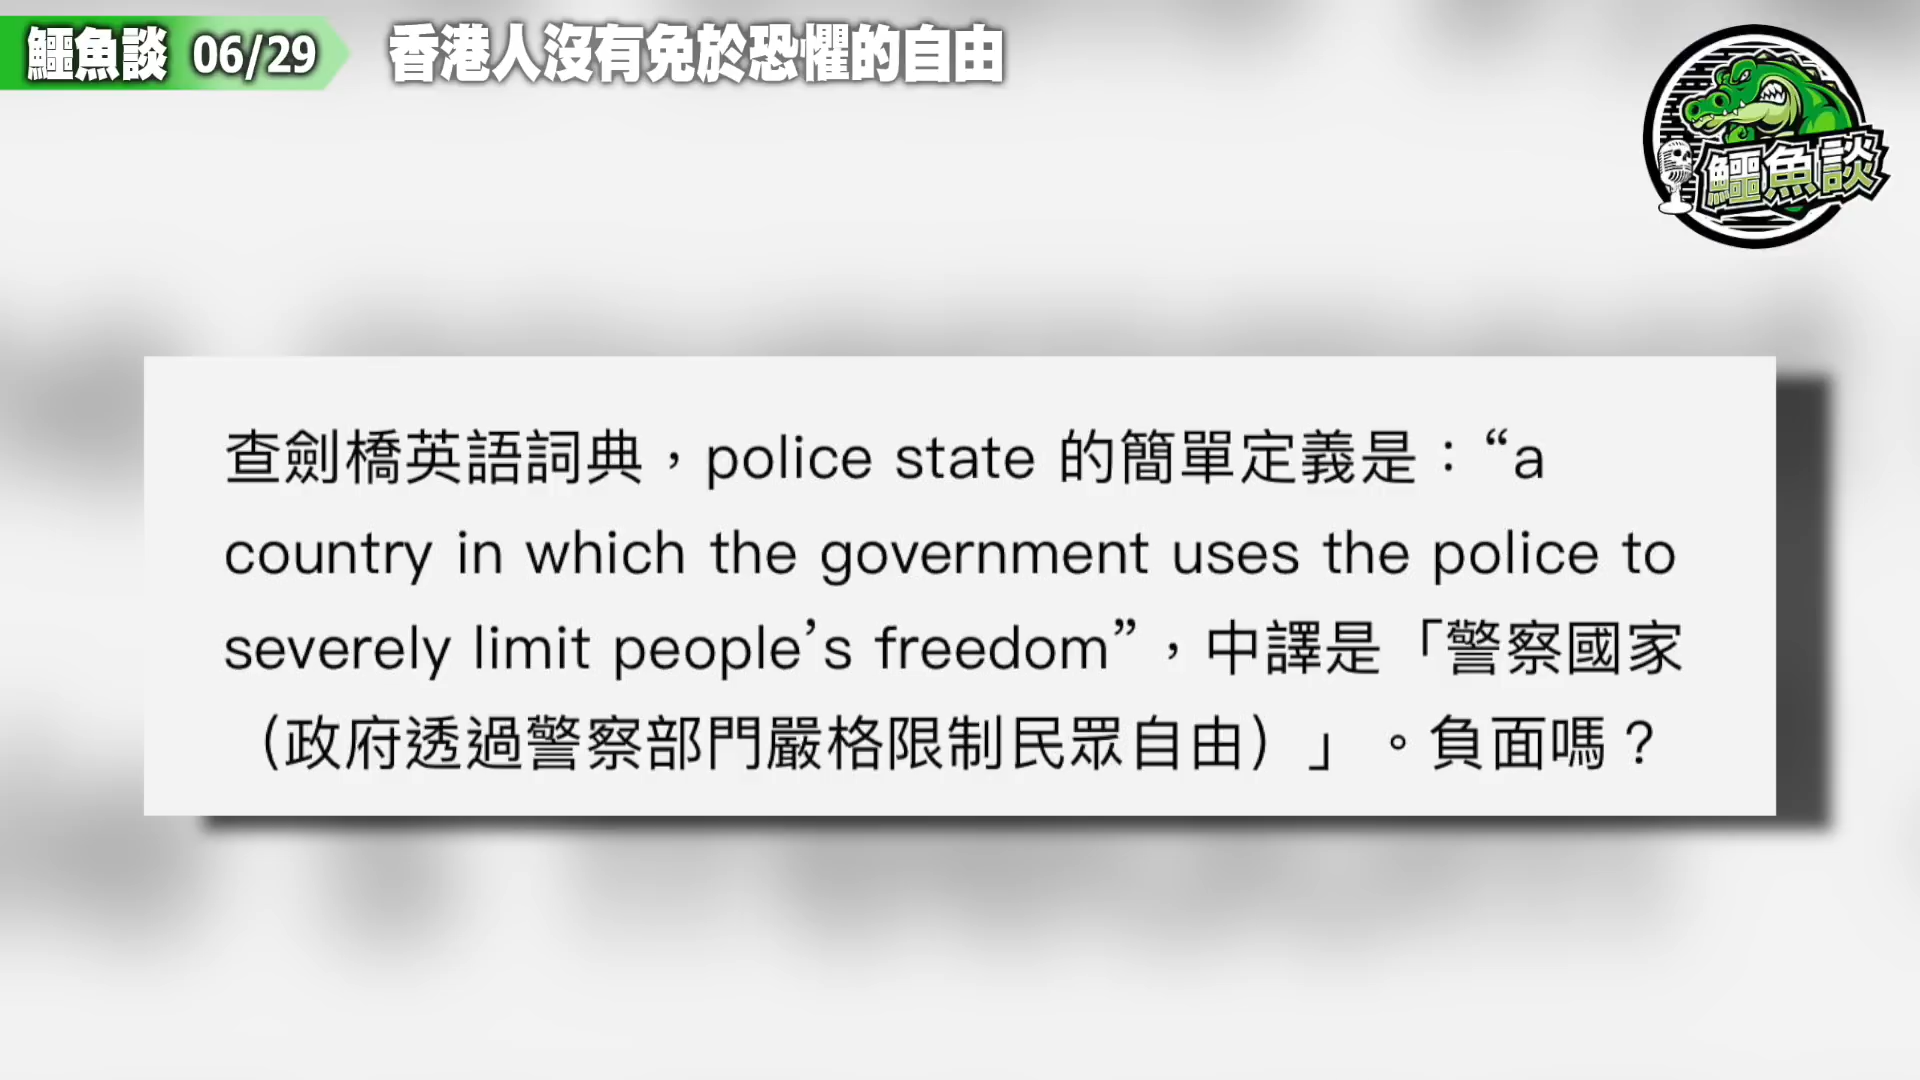 鱷魚談 06/29 香港人沒有免於恐懼的自由
鱷魚談
查劍橋英語詞典，police state 的簡單定義是：“a
country in which the government uses the police to
severely limit people’s freedom”，中譯是「警察國家
（政府透過警察部門嚴格限制民眾自由）」。負面嗎？